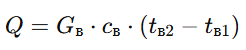 Q = Gв · cв · (tв2 − tв1)